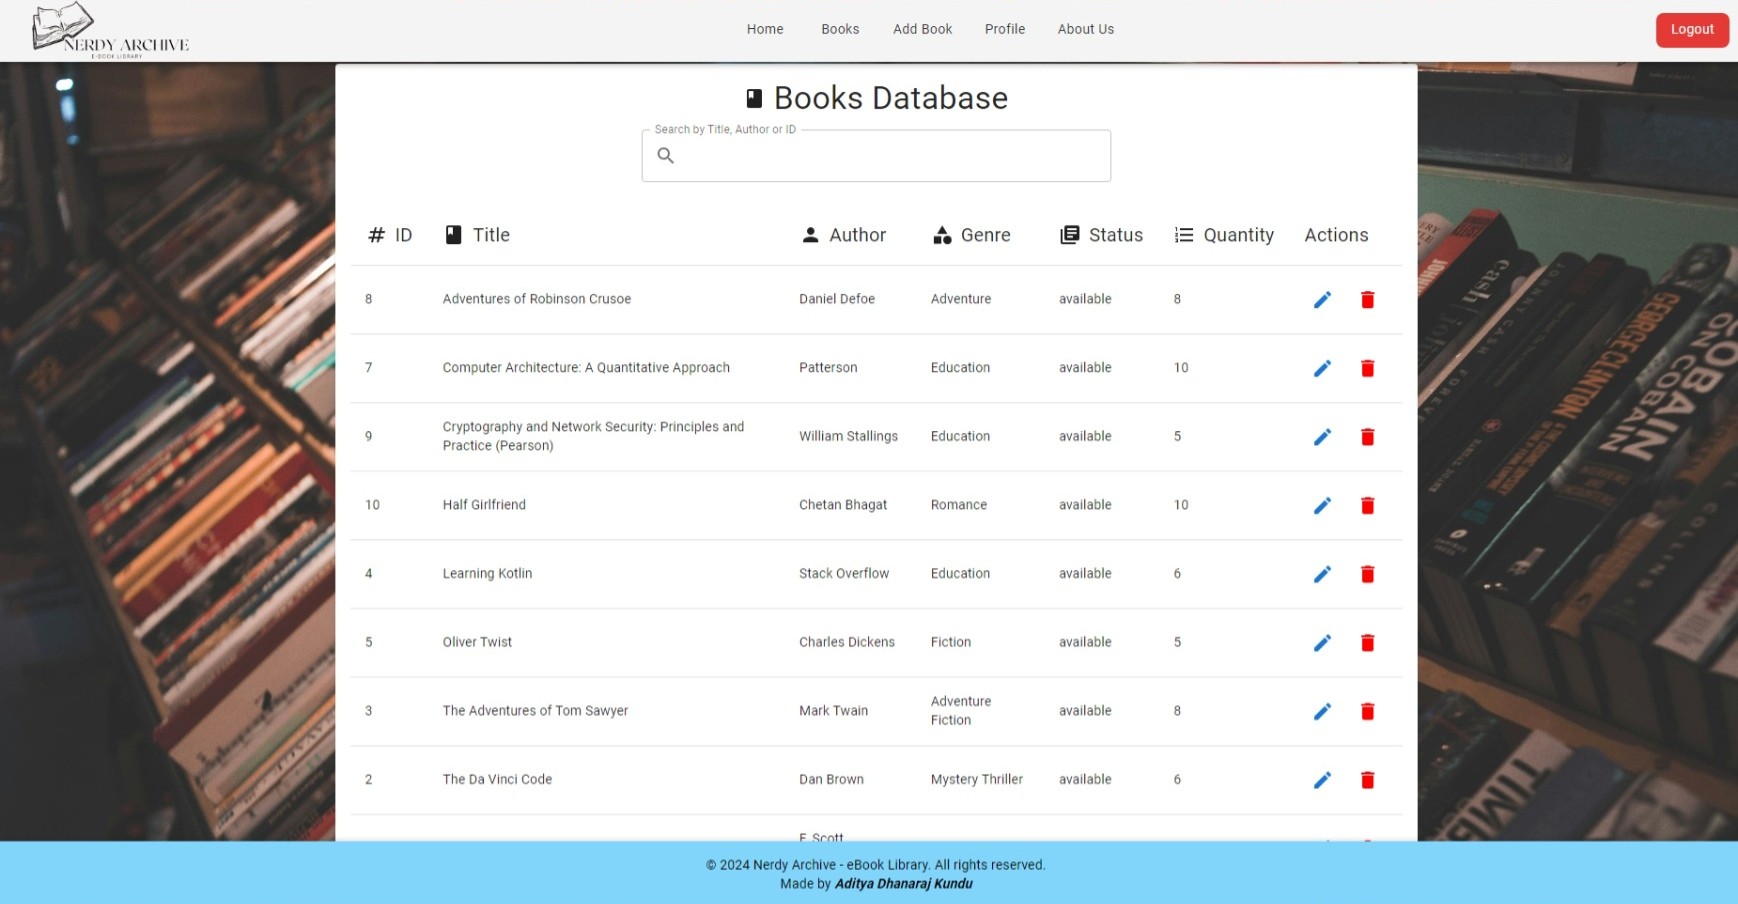 NERDY ARCHIVE
E-BOOK LIBRARY
Home Books Add Book Profile About Us Logout
Books Database
Search by Title, Author or ID
# ID Title Author Genre Status Quantity Actions
8 Adventures of Robinson Crusoe Daniel Defoe Adventure available 8
7 Computer Architecture: A Quantitative Approach Patterson Education available 10
9 Cryptography and Network Security: Principles and
Practice (Pearson) William Stallings Education available 5
10 Half Girlfriend Chetan Bhagat Romance available 10
4 Learning Kotlin Stack Overflow Education available 6
5 Oliver Twist Charles Dickens Fiction available 5
3 The Adventures of Tom Sawyer Mark Twain Adventure
Fiction available 8
2 The Da Vinci Code Dan Brown Mystery Thriller available 6
F. Scott
cash
JOHNNY CASH
FOREVER
GEORGE CLINTON
COBAIN
ON COBAIN
COLLINS
TIME
© 2024 Nerdy Archive - eBook Library. All rights reserved.
Made by Aditya Dhanaraj Kundu